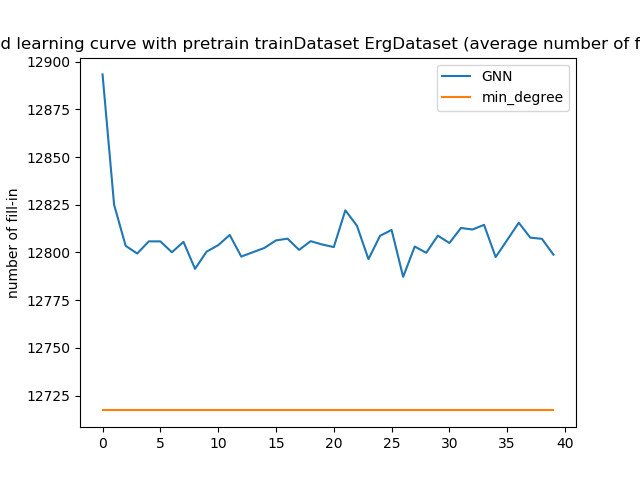 d learning curve with pretrain trainDataset ErgDataset (average number of f
12900
12875
12850
12825
12800
12775
12750
12725
number of fill-in
GNN
min_degree
0 5 10 15 20 25 30 35 40